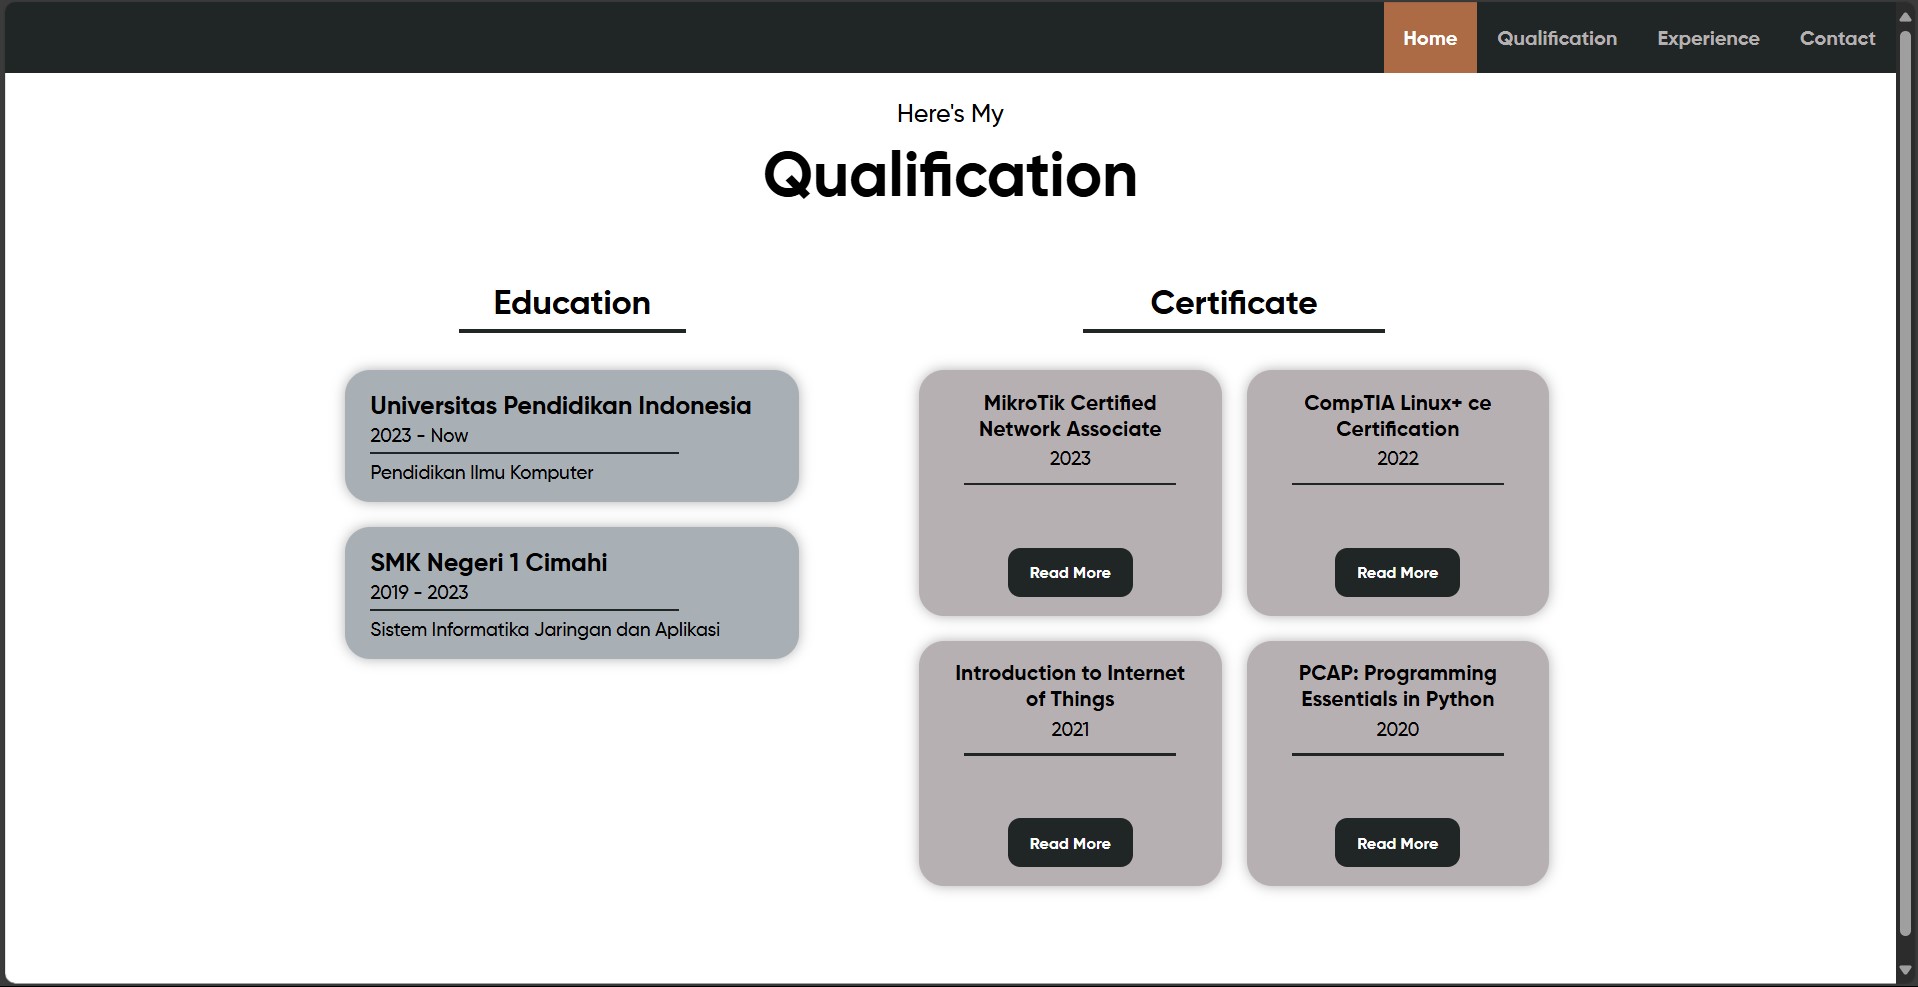 Home Qualification Experience Contact
Here's My
Qualification
Education
Universitas Pendidikan Indonesia
2023 - Now
Pendidikan Ilmu Komputer
SMK Negeri 1 Cimahi
2019 - 2023
Sistem Informatika Jaringan dan Aplikasi
Certificate
MikroTik Certified
Network Associate
2023
Read More
CompTIA Linux+ ce
Certification
2022
Read More
Introduction to Internet
of Things
2021
Read More
PCAP: Programming
Essentials in Python
2020
Read More